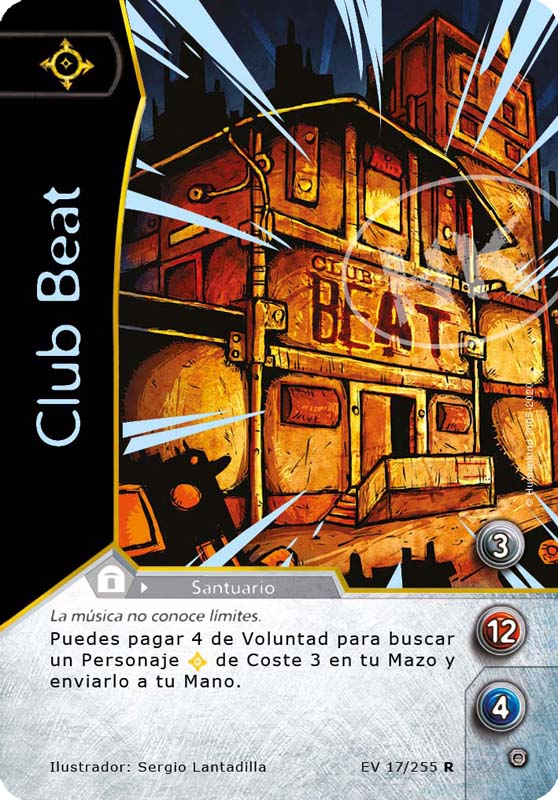 Club Beat
CLUB
BEAT
© Humankind 2005-2020
3
Santuario
La música no conoce límites.
Puedes pagar 4 de Voluntad para buscar
un Personaje de Coste 3 en tu Mazo y
enviarlo a tu Mano.
12
4
Ilustrador: Sergio Lantadilla
EV 17/255 R